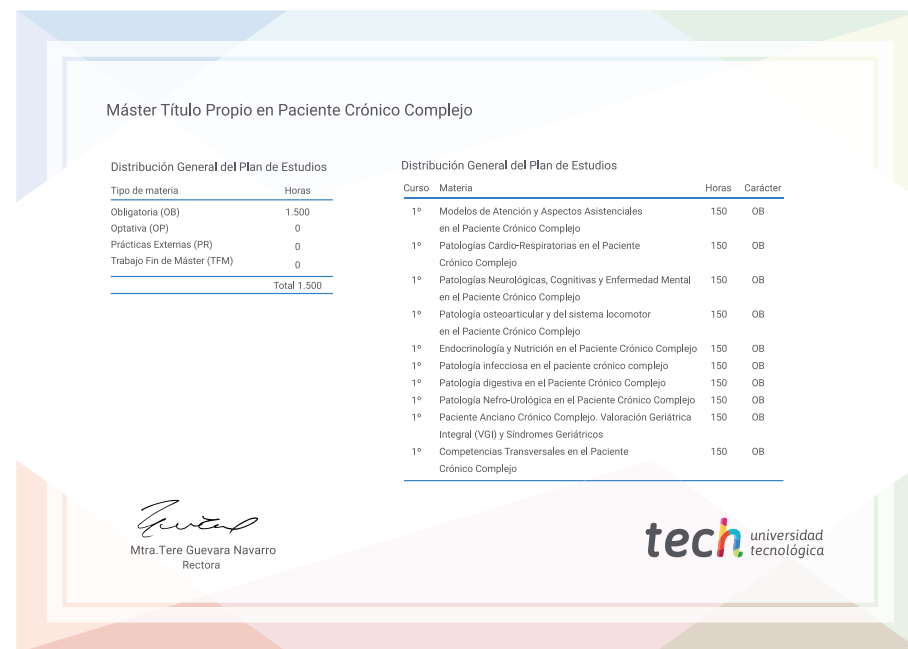 Máster Título Propio en Paciente Crónico Complejo
Distribución General del Plan de Estudios
Tipo de materia Horas
Obligatoria (OB) 1.500
Optativa (OP) 0
Prácticas Externas (PR) 0
Trabajo Fin de Máster (TFM) 0
Total 1.500
Distribución General del Plan de Estudios
Curso Materia Horas Carácter
1º Modelos de Atención y Aspectos Asistenciales 150 OB
en el Paciente Crónico Complejo
1º Patologías Cardio-Respiratorias en el Paciente 150 OB
Crónico Complejo
1º Patologías Neurológicas, Cognitivas y Enfermedad Mental 150 OB
en el Paciente Crónico Complejo
1º Patología osteoarticular y del sistema locomotor 150 OB
en el Paciente Crónico Complejo
1º Endocrinología y Nutrición en el Paciente Crónico Complejo 150 OB
1º Patología infecciosa en el paciente crónico complejo 150 OB
1º Patología digestiva en el Paciente Crónico Complejo 150 OB
1º Patología Nefro-Urológica en el Paciente Crónico Complejo 150 OB
1º Paciente Anciano Crónico Complejo. Valoración Geriátrica 150 OB
Integral (VGI) y Síndromes Geriátricos
1º Competencias Transversales en el Paciente 150 OB
Crónico Complejo
Mtra.Tere Guevara Navarro
Rectora
tech universidad
tecnológica